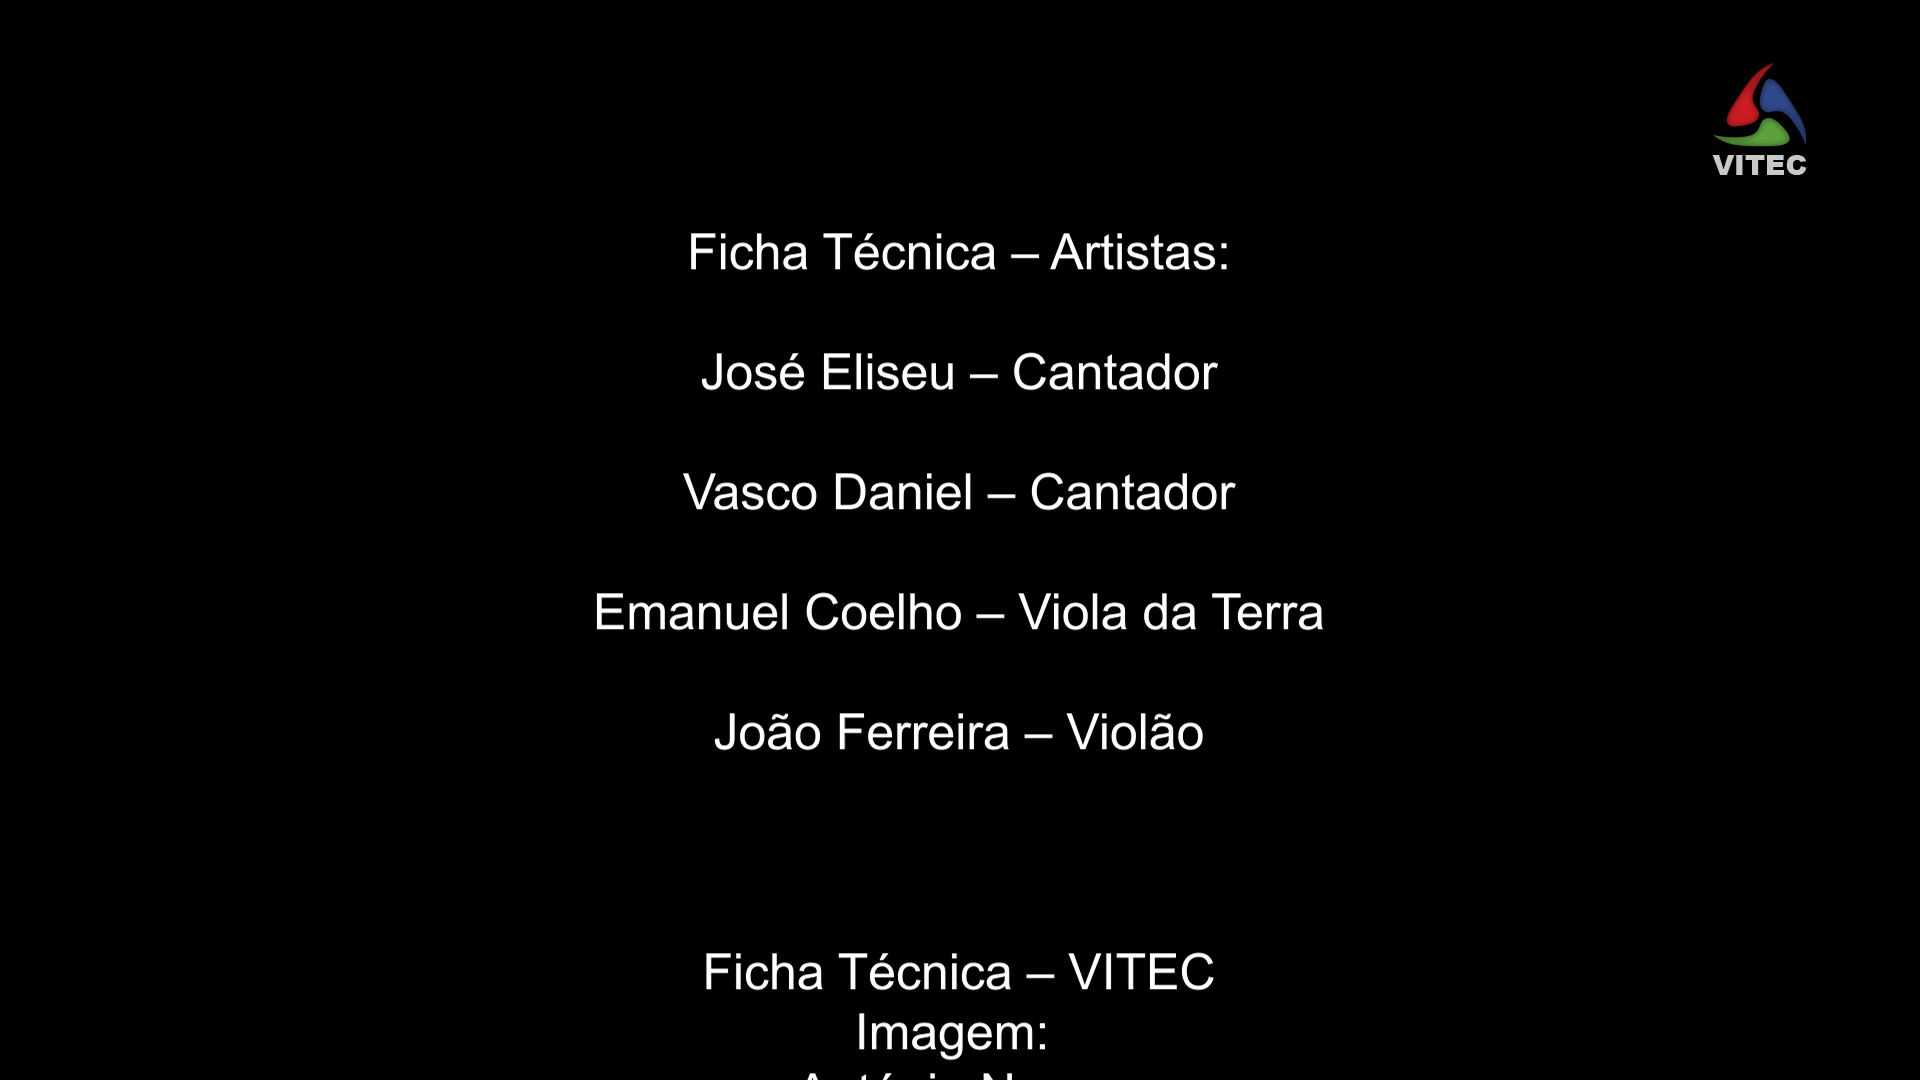 VITEC
Ficha Técnica – Artistas:
José Eliseu – Cantador
Vasco Daniel – Cantador
Emanuel Coelho – Viola da Terra
João Ferreira – Violão
Ficha Técnica – VITEC
Imagem: